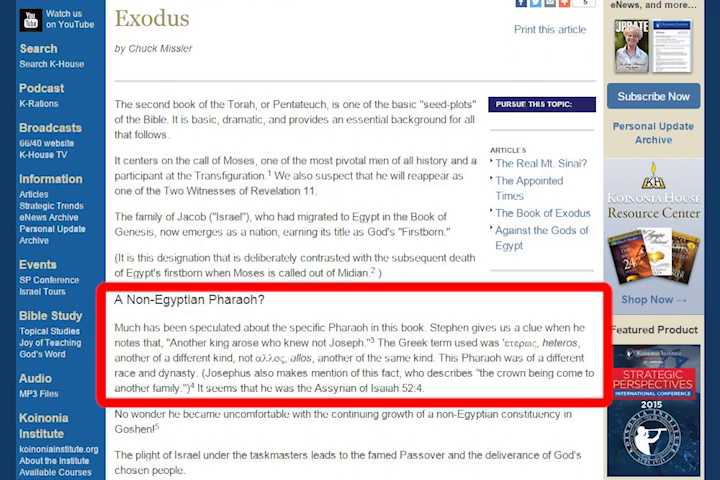 Watch us
on YouTube
Search
Search K-House
Podcast
K-Rations
Broadcasts
66/40 website
K-House TV
Information
Articles
Strategic Trends
eNews Archive
Personal Update
Archive
Events
SP Conference
Israel Tours
Bible Study
Topical Studies
Joy of Teaching
God's Word
Audio
MP3 Files
Koinonia
Institute
koinoniainstitute.org
About the Institute
Available Courses
Exodus
by Chuck Missler
5
Print this article
The second book of the Torah, or Pentateuch, is one of the basic "seed-plots"
of the Bible. It is basic, dramatic, and provides an essential background for all
that follows.
It centers on the call of Moses, one of the most pivotal men of all history and a
participant at the Transfiguration.1 We also suspect that he will reappear as
one of the Two Witnesses of Revelation 11.
The family of Jacob ("Israel"), who had migrated to Egypt in the Book of
Genesis, now emerges as a nation, earning its title as God's "Firstborn."
(It is this designation that is deliberately contrasted with the subsequent death
of Egypt's firstborn when Moses is called out of Midian.2 )
A Non-Egyptian Pharaoh?
Much has been speculated about the specific Pharaoh in this book. Stephen gives us a clue when he
notes that, "Another king arose who knew not Joseph."3 The Greek term used was 'ετερως, heteros,
another of a different kind, not αλλος, allos, another of the same kind. This Pharaoh was of a different
race and dynasty. (Josephus also makes mention of this fact, who describes "the crown being come to
another family.")4 It seems that he was the Assyrian of Isaiah 52:4.
No wonder he became uncomfortable with the continuing growth of a non-Egyptian constituency in
Goshen!5
The plight of Israel under the taskmasters leads to the famed Passover and the deliverance of God's
chosen people.
PURSUE THIS TOPIC:
ARTICLE 5
The Real Mt. Sinai?
The Appointed
Times
The Book of Exodus
Against the Gods of
Egypt
eNews, and more...
UPDATE
Subscribe Now
Personal Update
Archive
KH
KOINONIA HOUSE
RESOURCE CENTER
24
Shop Now →
Featured Product
Koinonia Institute
STRATEGIC
PERSPECTIVES
INTERNATIONAL CONFERENCE
2015